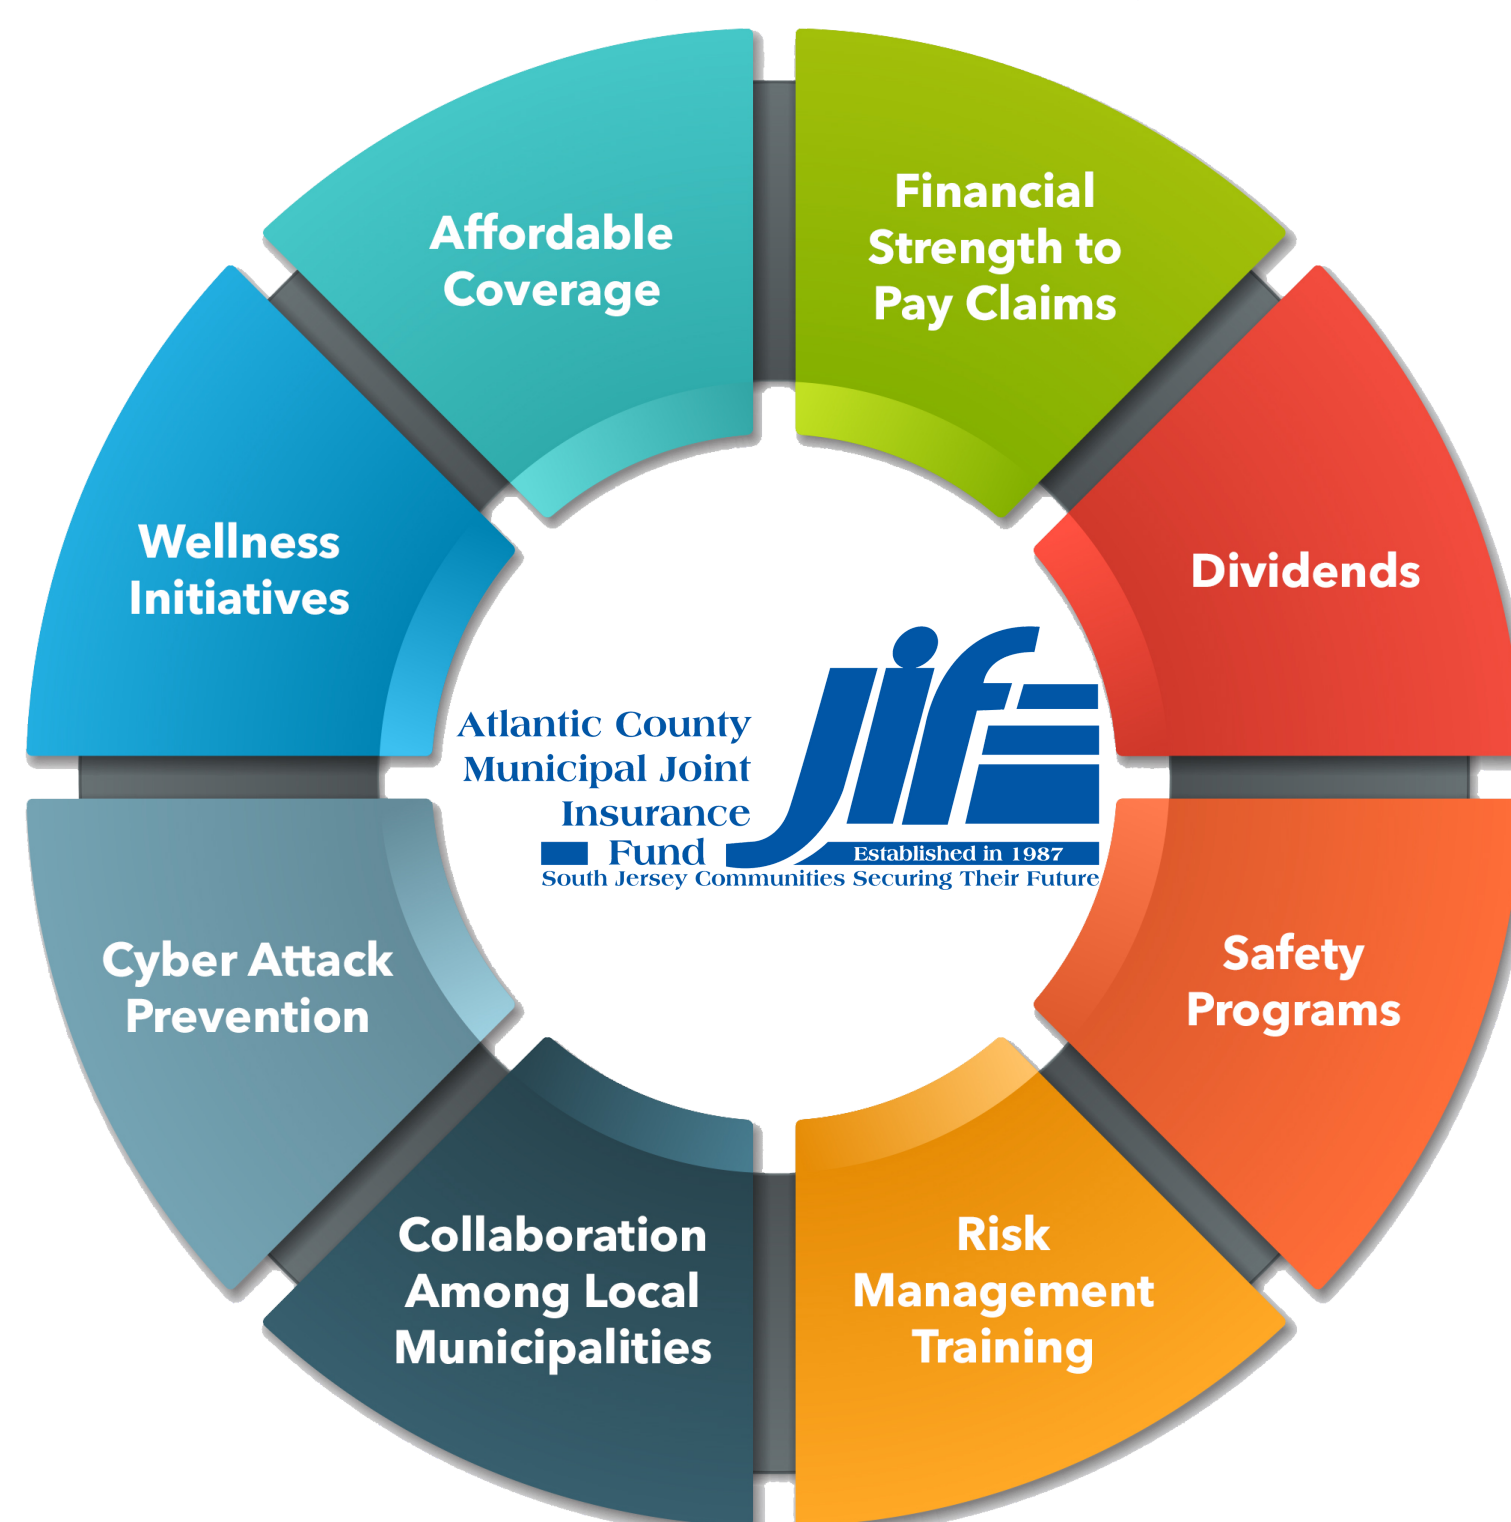 Affordable
Coverage
Financial
Strength to
Pay Claims
Dividends
Safety
Programs
Risk
Management
Training
Collaboration
Among Local
Municipalities
Cyber Attack
Prevention
Wellness
Initiatives
Atlantic County
Municipal Joint
Insurance
Fund
jif
Established in 1987
South Jersey Communities Securing Their Future